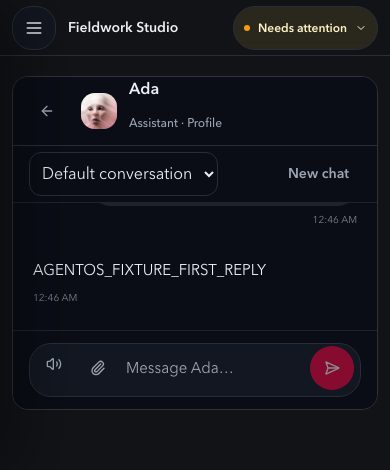 Fieldwork Studio
Needs attention
Ada
Assistant · Profile
Default conversation
New chat
12:46 AM
AGENTOS_FIXTURE_FIRST_REPLY
12:46 AM
Message Ada…